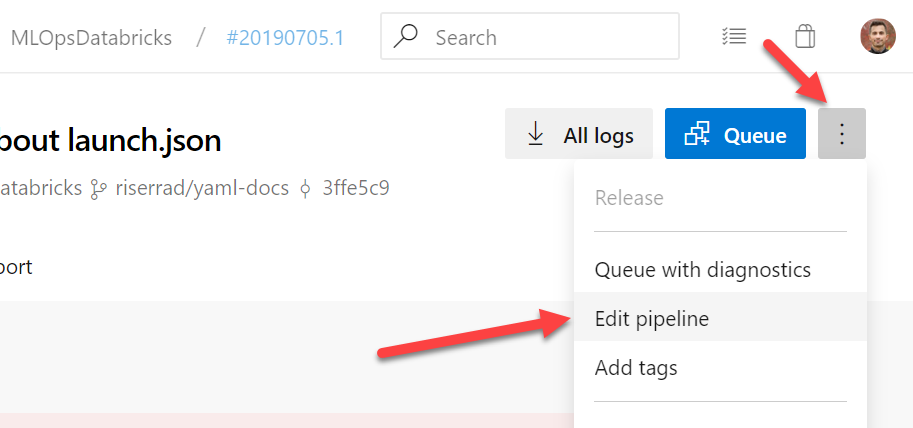 MLOpsDatabricks / #20190705.1 Search
bout launch.json
All logs Queue
atabricks riserrad/yaml-docs 3ffe5c9
Release
port
Queue with diagnostics
Edit pipeline
Add tags